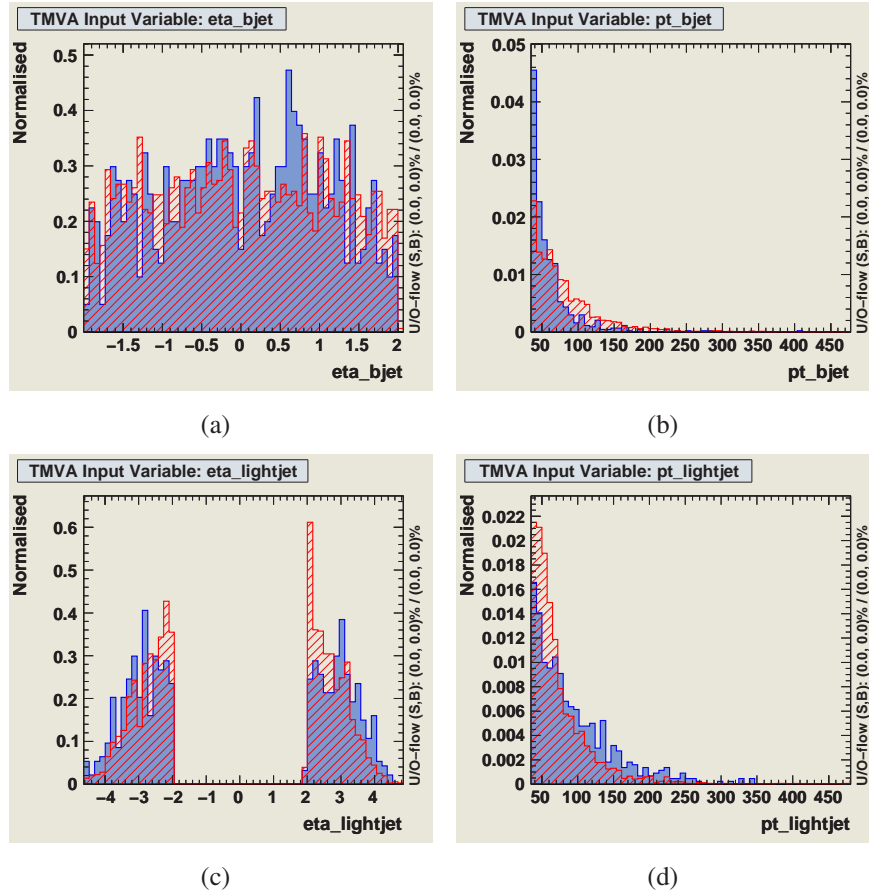 TMVA Input Variable: eta_bjet
Normalised
0.5
0.4
0.3
0.2
0.1
0
−1.5 −1 −0.5 0 0.5 1 1.5 2
eta_bjet
U/O−flow (S,B): (0.0, 0.0)% / (0.0, 0.0)%
(a)
TMVA Input Variable: pt_bjet
Normalised
0.05
0.04
0.03
0.02
0.01
0
50 100 150 200 250 300 350 400 450
pt_bjet
U/O−flow (S,B): (0.0, 0.0)% / (0.0, 0.0)%
(b)
TMVA Input Variable: eta_lightjet
Normalised
0.6
0.5
0.4
0.3
0.2
0.1
0
−4 −3 −2 −1 0 1 2 3 4
eta_lightjet
U/O−flow (S,B): (0.0, 0.0)% / (0.0, 0.0)%
(c)
TMVA Input Variable: pt_lightjet
Normalised
0.022
0.02
0.018
0.016
0.014
0.012
0.01
0.008
0.006
0.004
0.002
0
50 100 150 200 250 300 350 400 450
pt_lightjet
U/O−flow (S,B): (0.0, 0.0)% / (0.0, 0.0)%
(d)